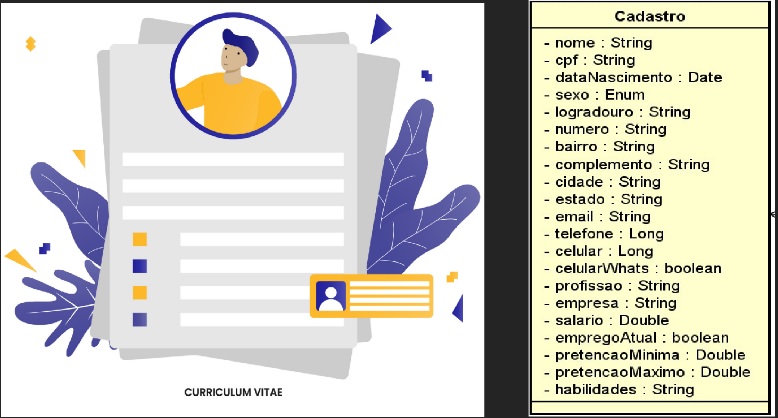 CURRICULUM VITAE
Cadastro
- nome : String
- cpf : String
- dataNascimento : Date
- sexo : Enum
- logradouro : String
- numero : String
- bairro : String
- complemento : String
- cidade : String
- estado : String
- email : String
- telefone : Long
- celular : Long
- celularWhats : boolean
- profissao : String
- empresa : String
- salario : Double
- empregoAtual : boolean
- pretencaoMinima : Double
- pretencaoMaximo : Double
- habilidades : String